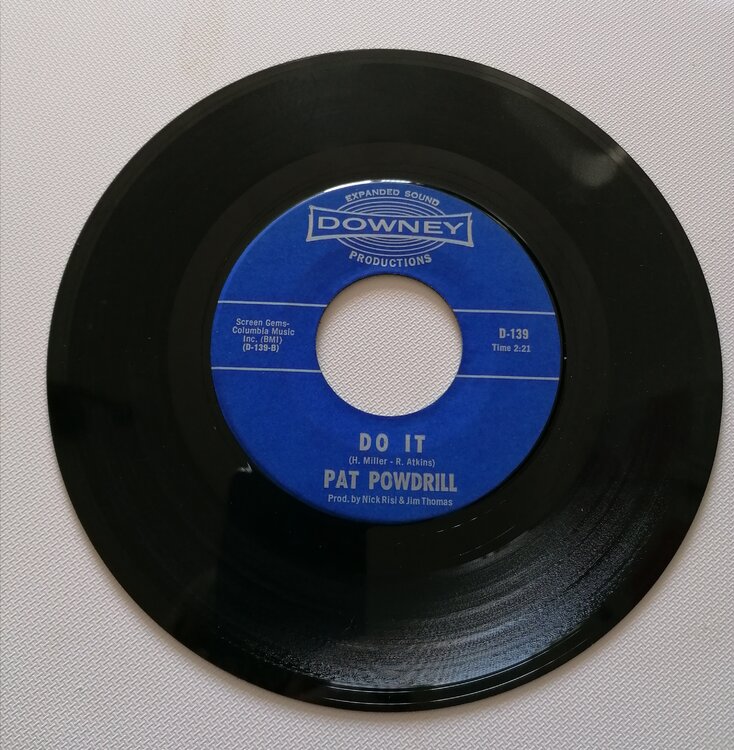 EXPANDED SOUND
DOWNEY
PRODUCTIONS
Screen Gems-
Columbia Music
Inc. (BMI)
(D-139-B)
D-139
Time 2:21
DO IT
(H. Miller - R. Atkins)
PAT POWDRILL
Prod. by Nick Risi & Jim Thomas